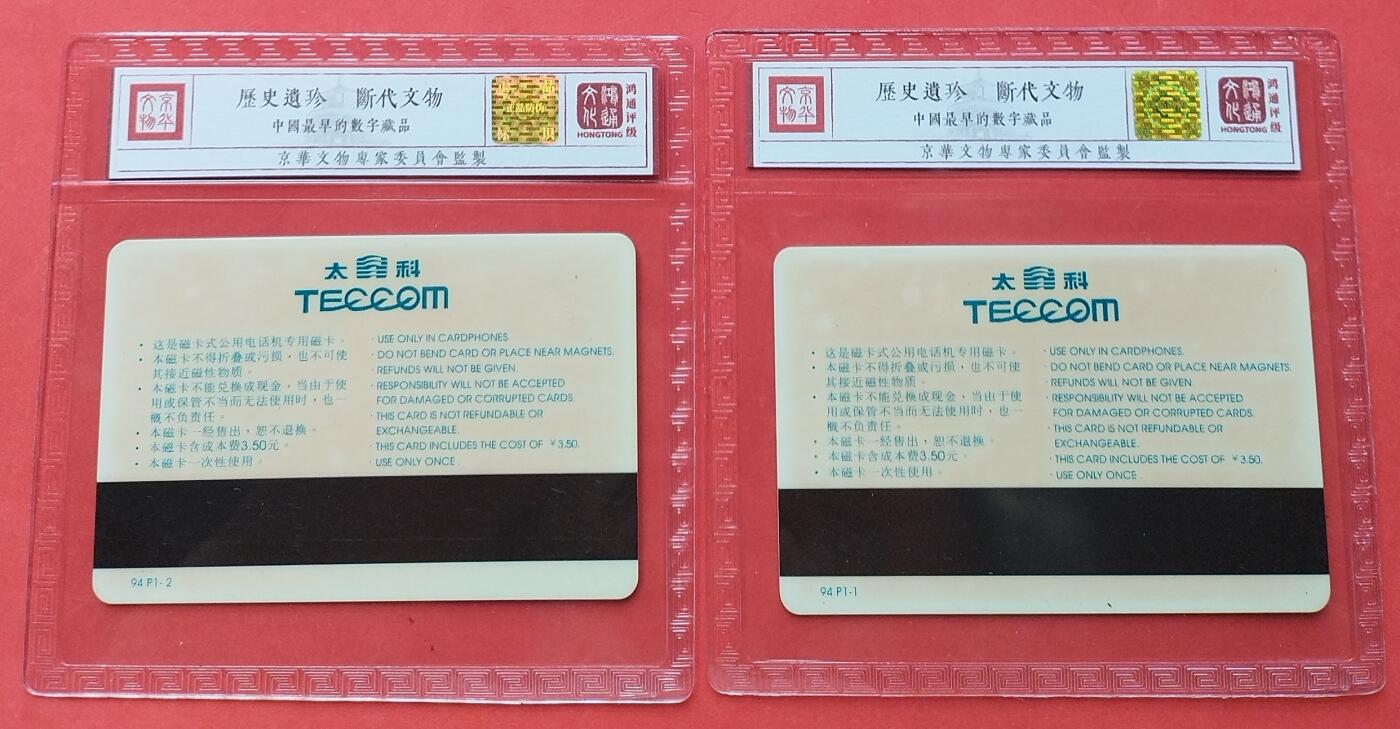 京华文物
歷史遺珍 斷代文物
中國最早的數字藏品
京華文物專家委員會監製
正品防伪
鴻通文化
HONGTONG
鸿通评级
太 科
TECCOM
· 这是磁卡式公用电话机专用磁卡。
· 本磁卡不得折叠或污损，也不可使
其接近磁性物质。
· 本磁卡不能兑换成现金，当由于使
用或保管不当而无法使用时，也一
概不负责任。
· 本磁卡一经售出，恕不退换。
· 本磁卡含成本费3.50元。
· 本磁卡一次性使用。
· USE ONLY IN CARDPHONES.
· DO NOT BEND CARD OR PLACE NEAR MAGNETS.
· REFUNDS WILL NOT BE GIVEN.
· RESPONSIBILITY WILL NOT BE ACCEPTED
FOR DAMAGED OR CORRUPTED CARDS.
· THIS CARD IS NOT REFUNDABLE OR
EXCHANGEABLE.
· THIS CARD INCLUDES THE COST OF ￥3.50.
· USE ONLY ONCE .
94 P1- 2
京华文物
歷史遺珍 斷代文物
中國最早的數字藏品
京華文物專家委員會監製
鴻通文化
HONGTONG
鸿通评级
太 科
TECCOM
· 这是磁卡式公用电话机专用磁卡。
· 本磁卡不得折叠或污损，也不可使
其接近磁性物质。
· 本磁卡不能兑换成现金，当由于使
用或保管不当而无法使用时，也一
概不负责任。
· 本磁卡一经售出，恕不退换。
· 本磁卡含成本费3.50元。
· 本磁卡一次性使用。
· USE ONLY IN CARDPHONES.
· DO NOT BEND CARD OR PLACE NEAR MAGNETS.
· REFUNDS WILL NOT BE GIVEN.
· RESPONSIBILITY WILL NOT BE ACCEPTED
FOR DAMAGED OR CORRUPTED CARDS.
· THIS CARD IS NOT REFUNDABLE OR
EXCHANGEABLE.
· THIS CARD INCLUDES THE COST OF ￥3.50.
· USE ONLY ONCE .
94 P1-1